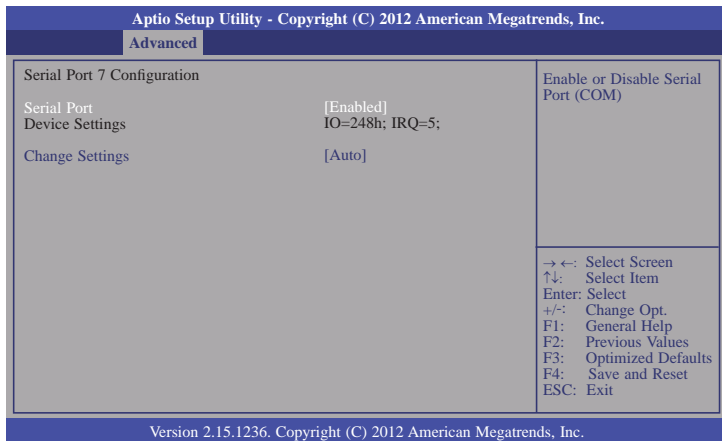 Aptio Setup Utility - Copyright (C) 2012 American Megatrends, Inc.
Advanced
Serial Port 7 Configuration
Serial Port [Enabled]
Device Settings IO=248h; IRQ=5;
Change Settings [Auto]
Enable or Disable Serial
Port (COM)
→ ←: Select Screen
↑↓: Select Item
Enter: Select
+/-: Change Opt.
F1: General Help
F2: Previous Values
F3: Optimized Defaults
F4: Save and Reset
ESC: Exit
Version 2.15.1236. Copyright (C) 2012 American Megatrends, Inc.